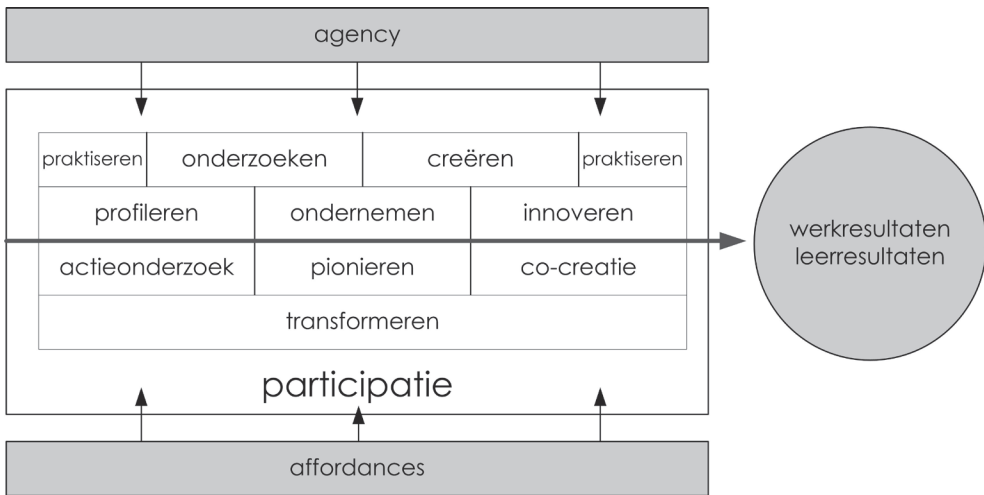 agency
praktiseren onderzoeken creëren praktiseren
profileren ondernemen innoveren
actieonderzoek pionieren co-creatie
transformeren
participatie
affordances
werkresultaten
leerresultaten